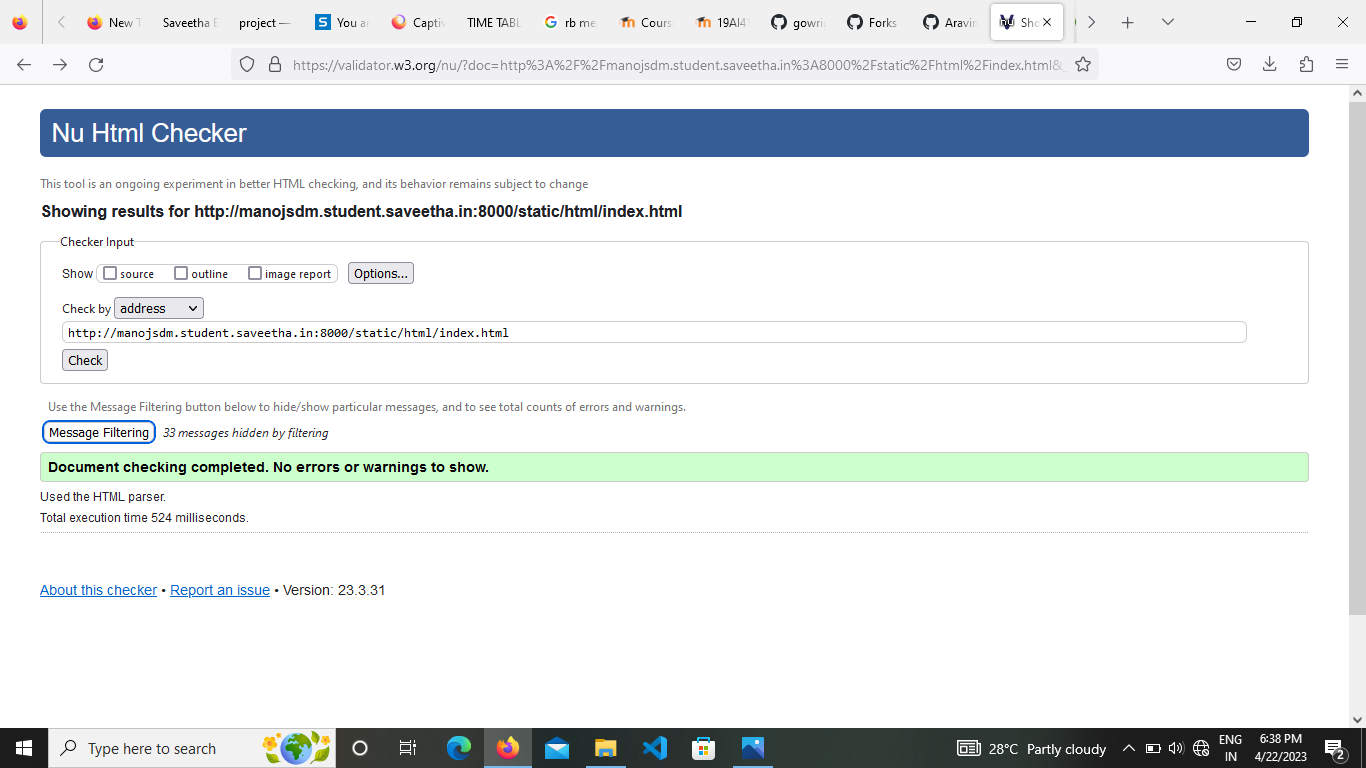 New T
Saveetha E
project —
You ar
Captiv
TIME TABL
rb me
Cours
19AI4
gowri
Forks
Aravin
Sho
https://validator.w3.org/nu/?doc=http%3A%2F%2Fmanojsdm.student.saveetha.in%3A8000%2Fstatic%2Fhtml%2Findex.html&
Nu Html Checker
This tool is an ongoing experiment in better HTML checking, and its behavior remains subject to change
Showing results for http://manojsdm.student.saveetha.in:8000/static/html/index.html
Checker Input
Show source outline image report Options...
Check by address
http://manojsdm.student.saveetha.in:8000/static/html/index.html
Check
Use the Message Filtering button below to hide/show particular messages, and to see total counts of errors and warnings.
Message Filtering 33 messages hidden by filtering
Document checking completed. No errors or warnings to show.
Used the HTML parser.
Total execution time 524 milliseconds.
About this checker • Report an issue • Version: 23.3.31
Type here to search
28°C Partly cloudy
ENG
IN
6:38 PM
4/22/2023
2